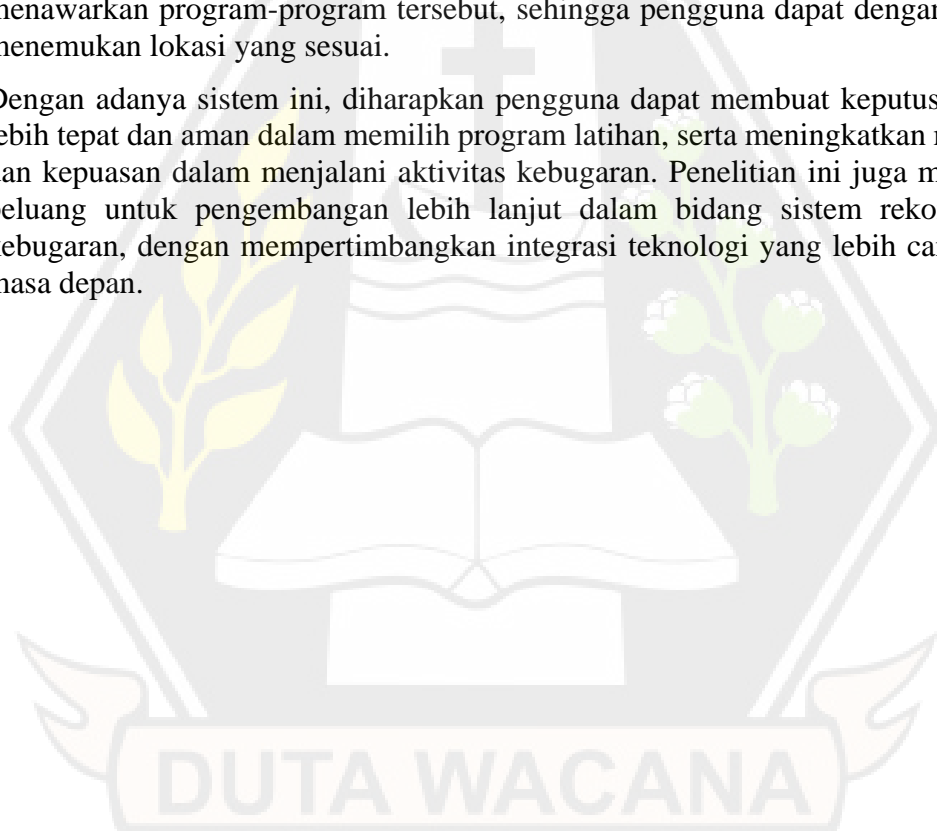 menawarkan program-program tersebut, sehingga pengguna dapat dengan
menemukan lokasi yang sesuai.
Dengan adanya sistem ini, diharapkan pengguna dapat membuat
lebih tepat dan aman dalam memilih program latihan, serta meningkatkan
dan kepuasan dalam menjalani aktivitas kebugaran. Penelitian ini juga
peluang untuk pengembangan lebih lanjut dalam bidang sistem
kebugaran, dengan mempertimbangkan integrasi teknologi yang lebih
masa depan.
DUTA WACANA